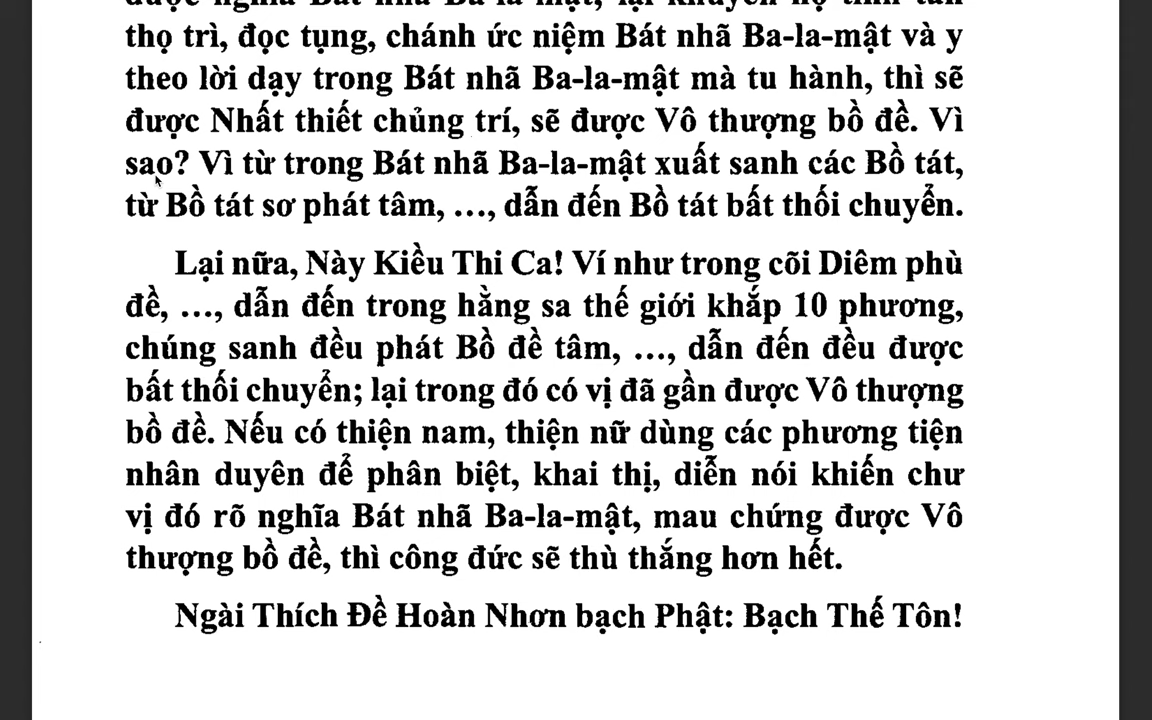 thọ trì, đọc tụng, chánh ức niệm Bát nhã Ba-la-mật và y
theo lời dạy trong Bát nhã Ba-la-mật mà tu hành, thì sẽ
được Nhất thiết chủng trí, sẽ được Vô thượng bồ đề. Vì
sao? Vì từ trong Bát nhã Ba-la-mật xuất sanh các Bồ tát,
từ Bồ tát sơ phát tâm, ..., dẫn đến Bồ tát bất thối chuyển.
Lại nữa, Này Kiều Thi Ca! Ví như trong cõi Diêm phù
đề, ..., dẫn đến trong hằng sa thế giới khắp 10 phương,
chúng sanh đều phát Bồ đề tâm, ..., dẫn đến đều được
bất thối chuyển; lại trong đó có vị đã gần được Vô thượng
bồ đề. Nếu có thiện nam, thiện nữ dùng các phương tiện
nhân duyên để phân biệt, khai thị, diễn nói khiến chư
vị đó rõ nghĩa Bát nhã Ba-la-mật, mau chứng được Vô
thượng bồ đề, thì công đức sẽ thù thắng hơn hết.
Ngài Thích Đề Hoàn Nhơn bạch Phật: Bạch Thế Tôn!